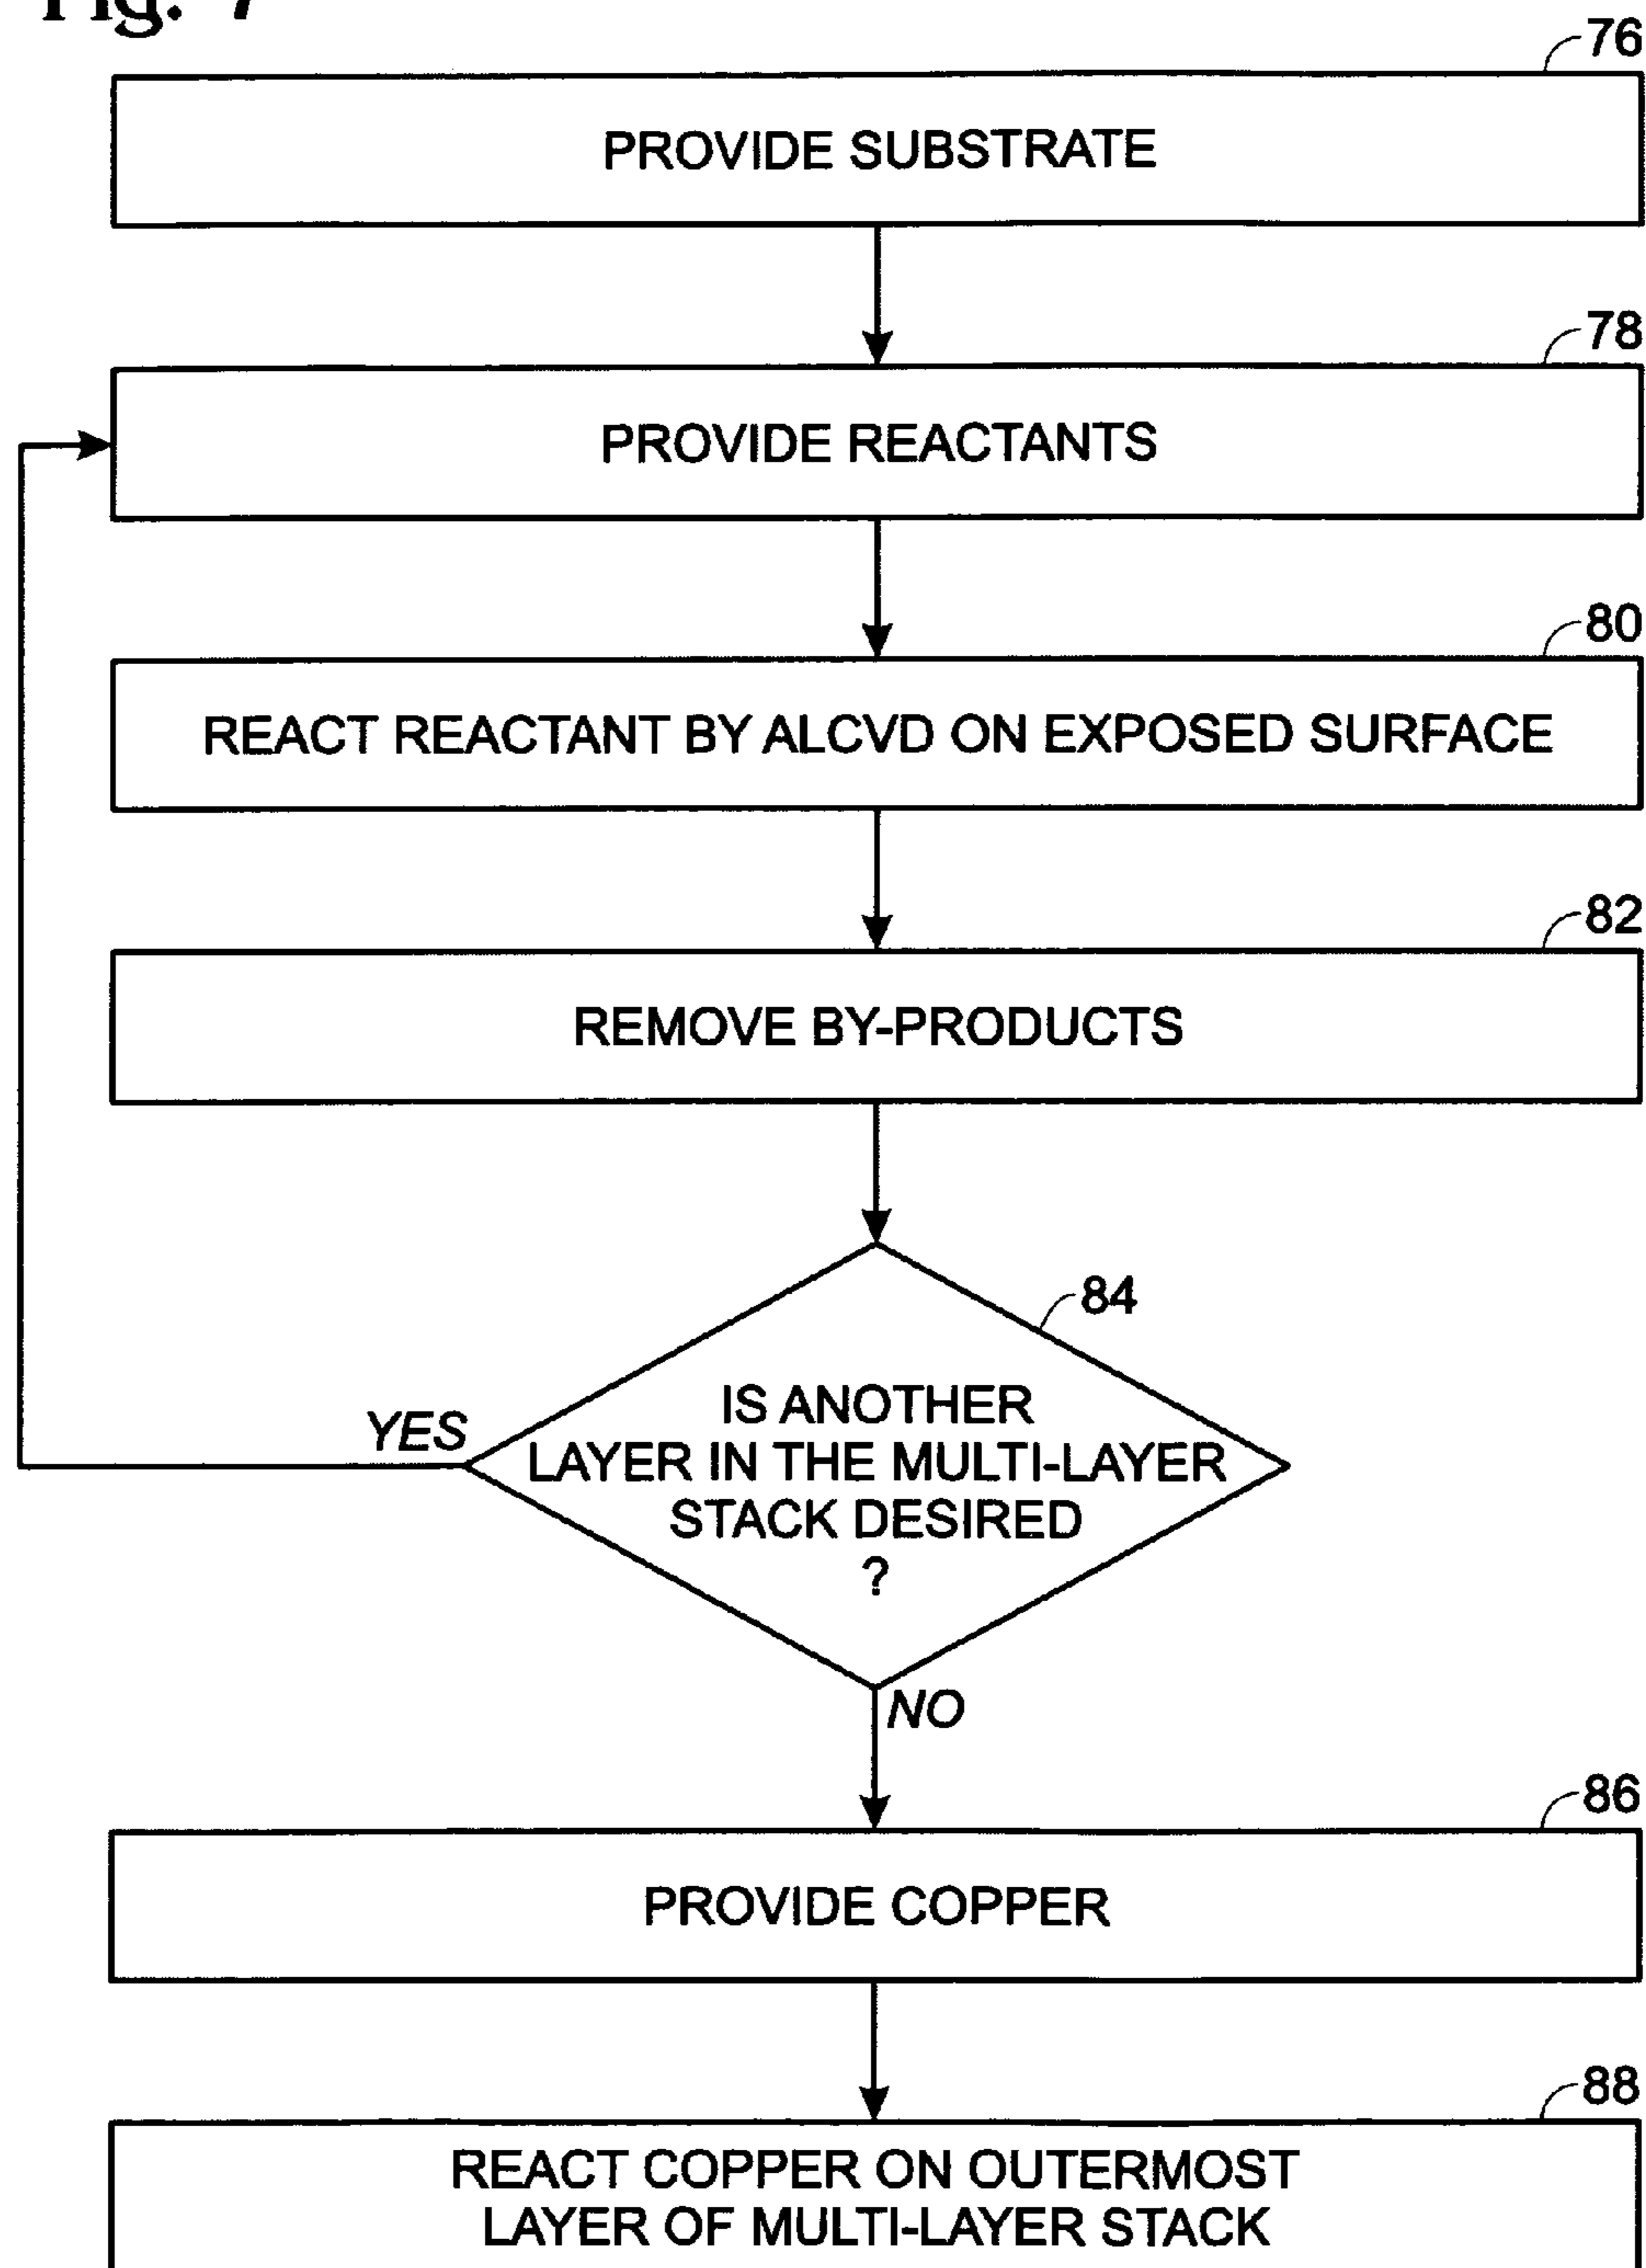 Fig. 7
76
PROVIDE SUBSTRATE
78
PROVIDE REACTANTS
80
REACT REACTANT BY ALCVD ON EXPOSED SURFACE
82
REMOVE BY-PRODUCTS
84
IS ANOTHER
LAYER IN THE MULTI-LAYER
STACK DESIRED
?
YES
NO
86
PROVIDE COPPER
88
REACT COPPER ON OUTERMOST
LAYER OF MULTI-LAYER STACK